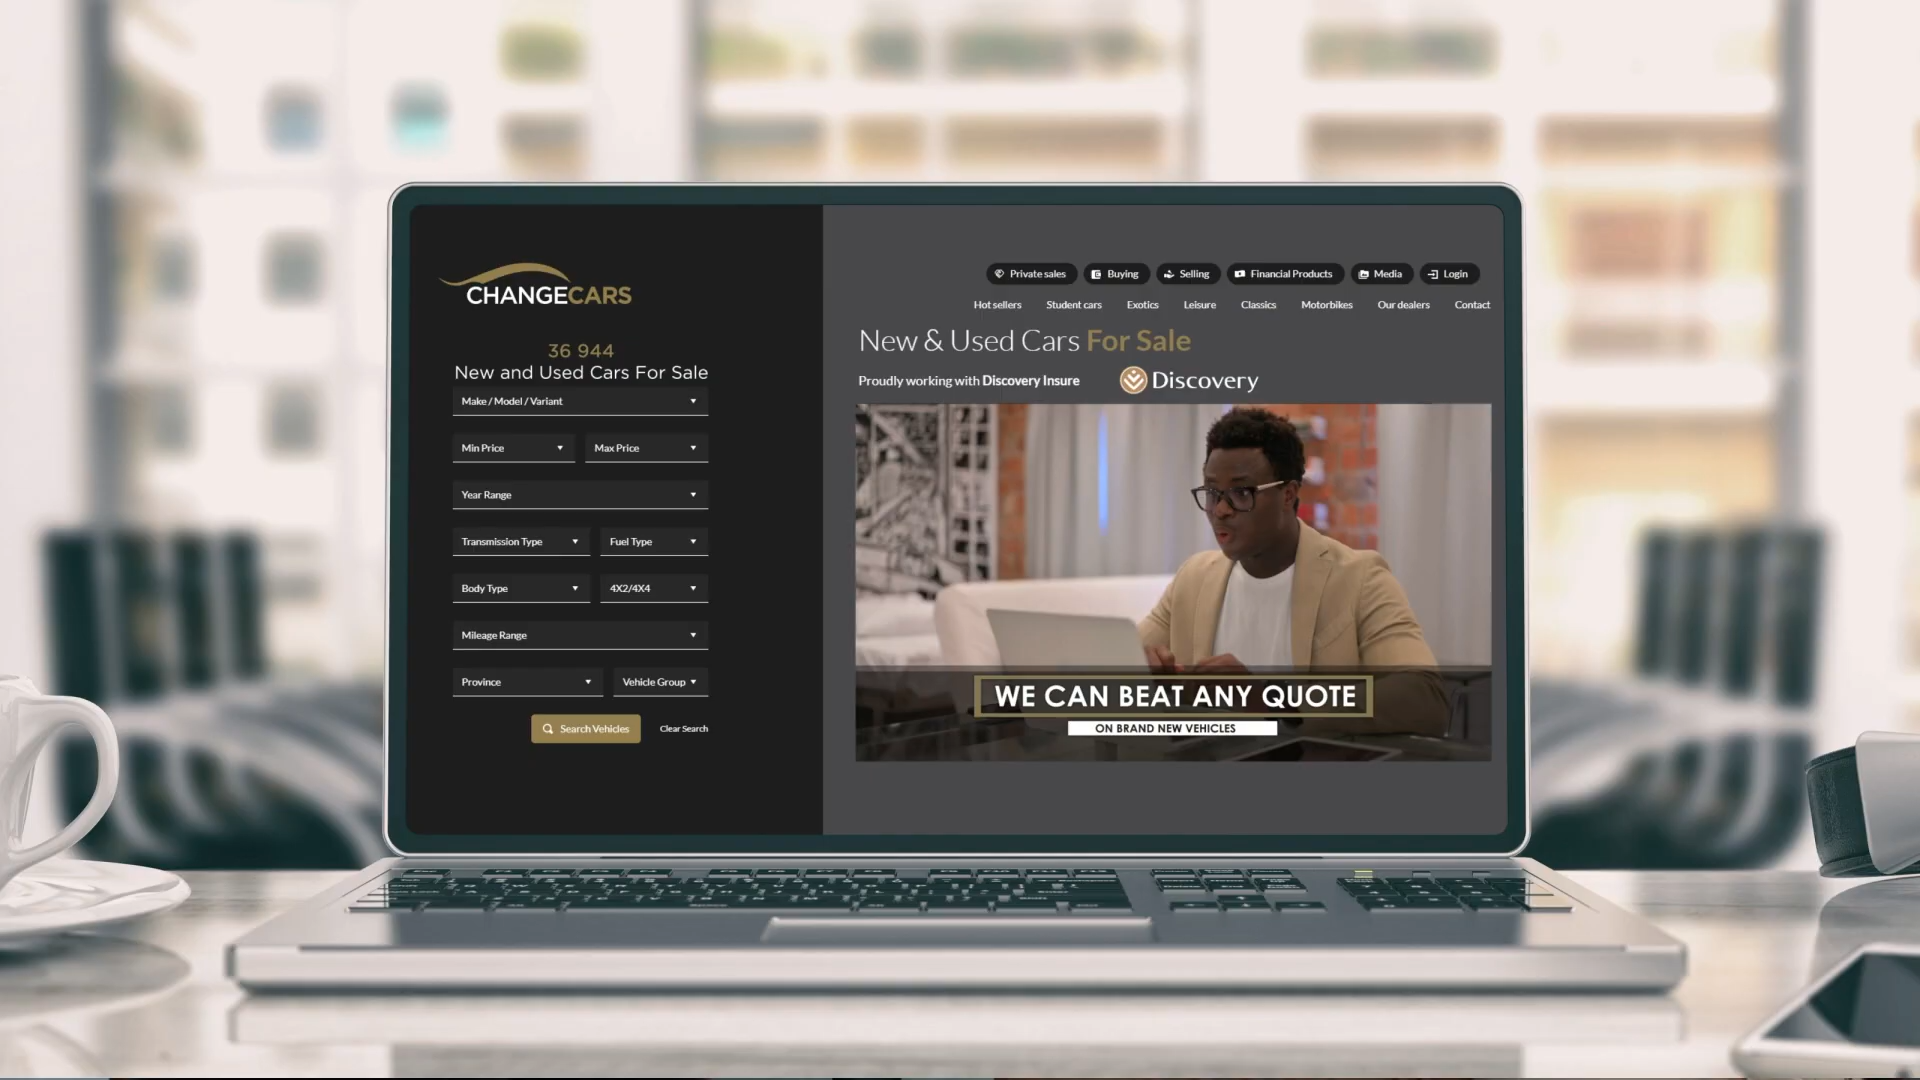 CHANGECARS
36 944
New and Used Cars For Sale
Make / Model / Variant
Min Price
Max Price
Year Range
Transmission Type
Fuel Type
Body Type
4X2/4X4
Mileage Range
Province
Vehicle Group
Search Vehicles
Clear Search
Private sales
Buying
Selling
Financial Products
Media
Login
Hot sellers
Student cars
Exotics
Leisure
Classics
Motorbikes
Our dealers
Contact
New & Used Cars For Sale
Proudly working with Discovery Insure
Discovery
WE CAN BEAT ANY QUOTE
ON BRAND NEW VEHICLES